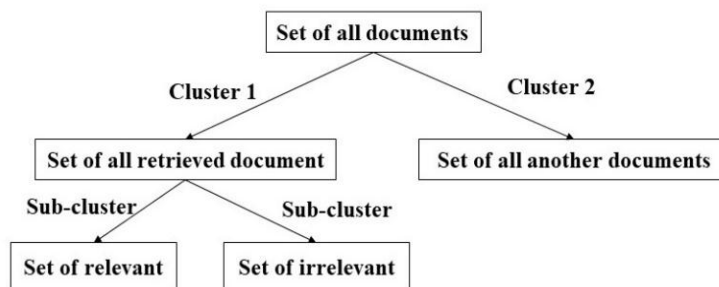 Set of all documents
Cluster 1
Cluster 2
Set of all retrieved document
Set of all another documents
Sub-cluster
Sub-cluster
Set of relevant
Set of irrelevant